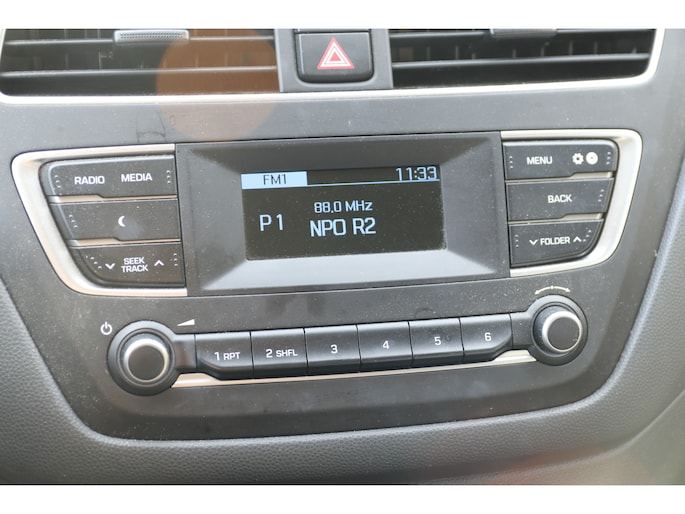 FM1 11:33
P1 88.0 MHz
NPO R2
RADIO MEDIA
SEEK
TRACK
MENU
BACK
FOLDER
1 RPT 2 SHFL 3 4 5 6